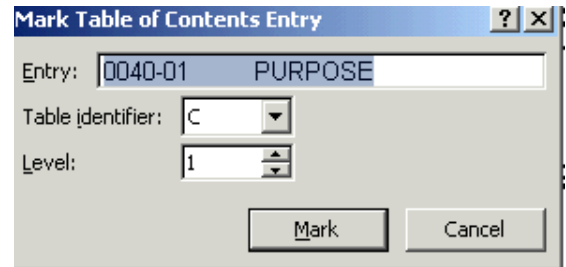 Mark Table of Contents Entry ? X
Entry: 0040-01 PURPOSE
Table identifier: C
Level: 1
Mark Cancel